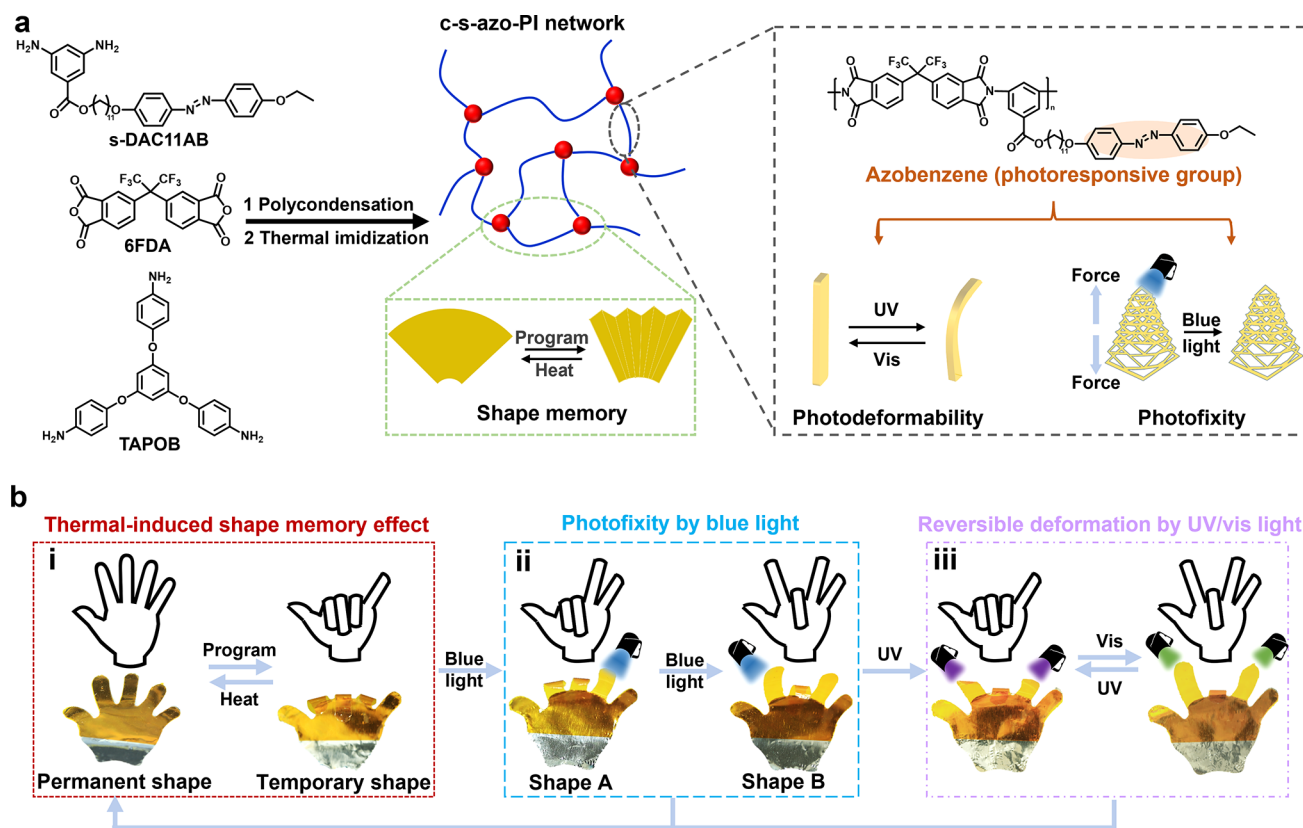 a
c-s-azo-PI network
H₂N
NH₂
O
O
11
O
N
N
O
s-DAC11AB
F₃C CF₃
O
O
O
O
O
O
6FDA
1 Polycondensation
2 Thermal imidization
NH₂
O
O
O
H₂N
NH₂
TAPOB
Program
Heat
Shape memory
O
F₃C CF₃
O
N
N
O
O
n
O
O
11
O
N
N
O
Azobenzene (photoresponsive group)
UV
Vis
Photodeformability
Force
Force
Blue
light
Photofixity
b
Thermal-induced shape memory effect
i
Program
Heat
Permanent shape
Temporary shape
Blue
light
Photofixity by blue light
ii
Blue
light
Shape A
Shape B
UV
Reversible deformation by UV/vis light
iii
Vis
UV